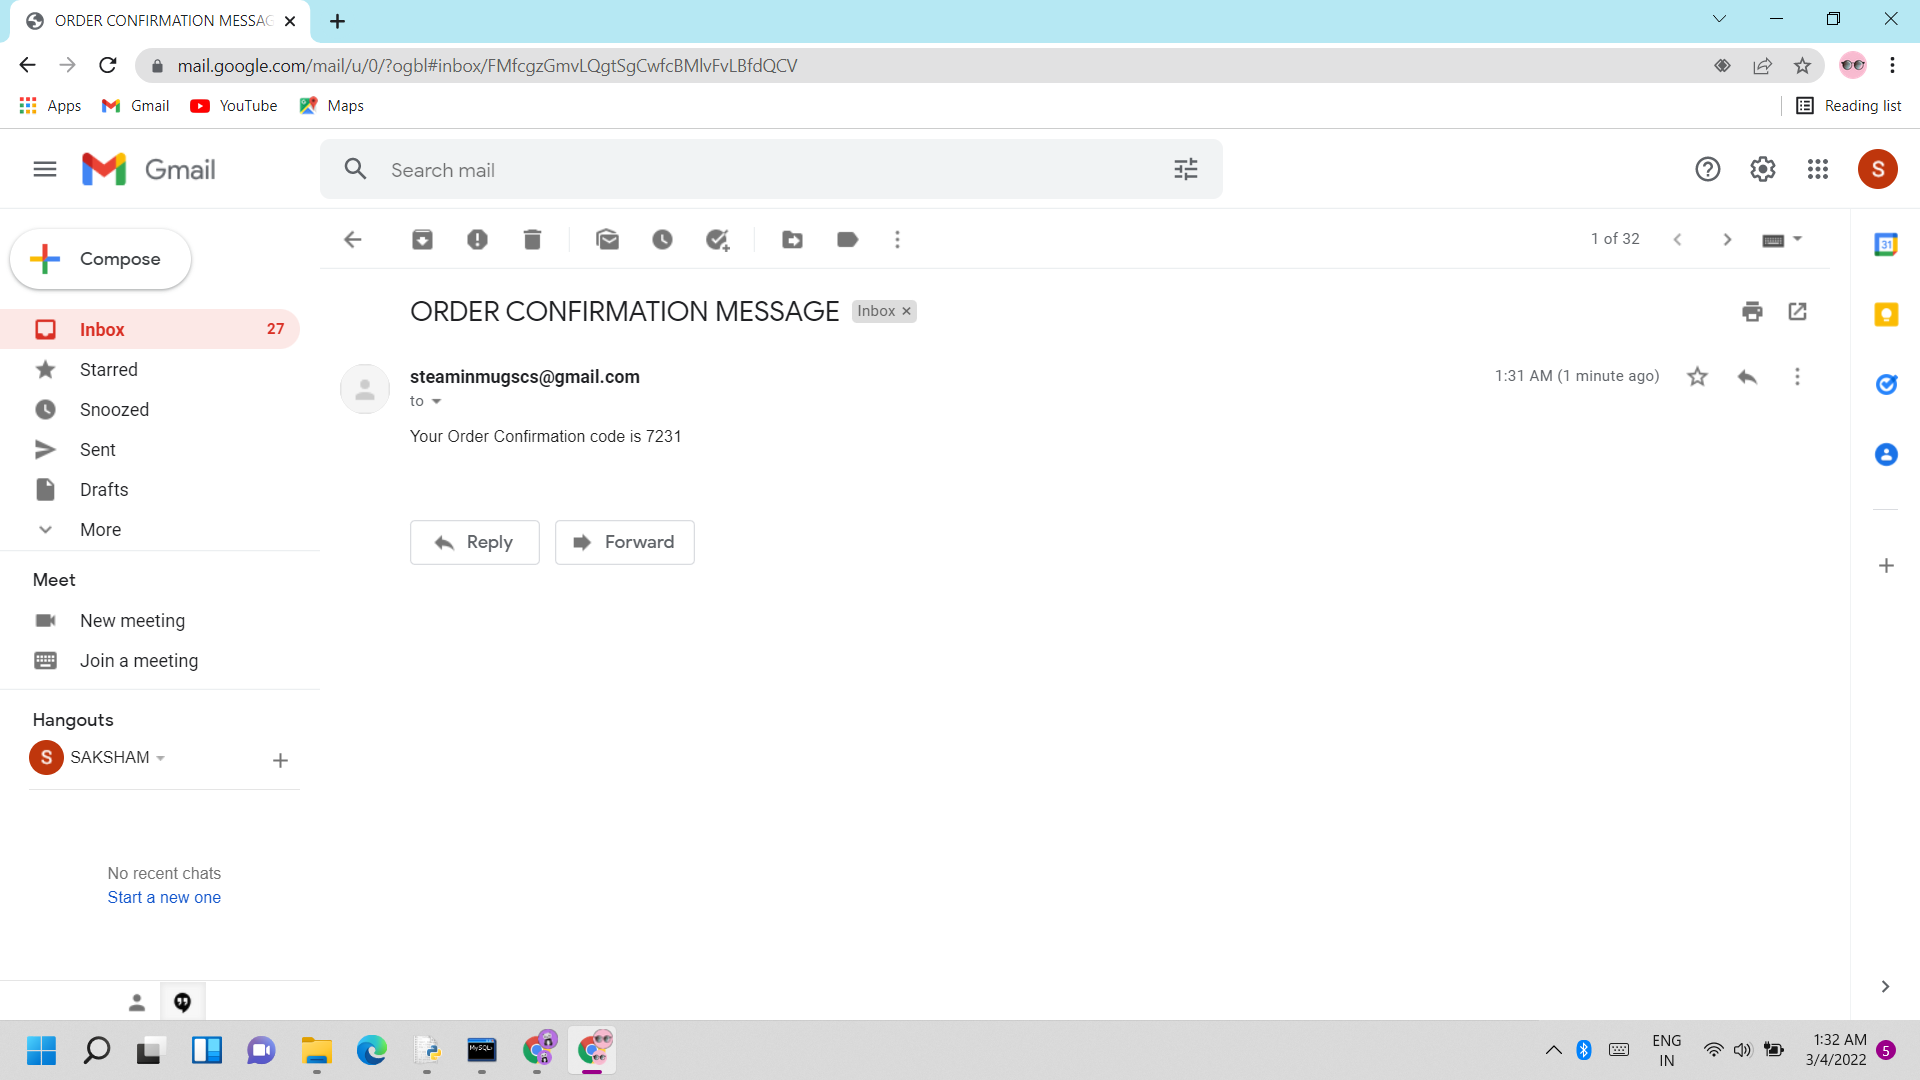 ORDER CONFIRMATION MESSAG
mail.google.com/mail/u/0/?ogbl#inbox/FMfcgzGmvLQgtSgCwfcBMlvFvLBfdQCV
Apps
Gmail
YouTube
Maps
Reading list
Gmail
Search mail
S
Compose
1 of 32
31
Inbox
27
Starred
Snoozed
Sent
Drafts
More
ORDER CONFIRMATION MESSAGE
Inbox
steaminmugscs@gmail.com
1:31 AM (1 minute ago)
to
Your Order Confirmation code is 7231
Reply
Forward
Meet
New meeting
Join a meeting
Hangouts
S
SAKSHAM
No recent chats
Start a new one
MySQL
ENG
IN
1:32 AM
3/4/2022
5